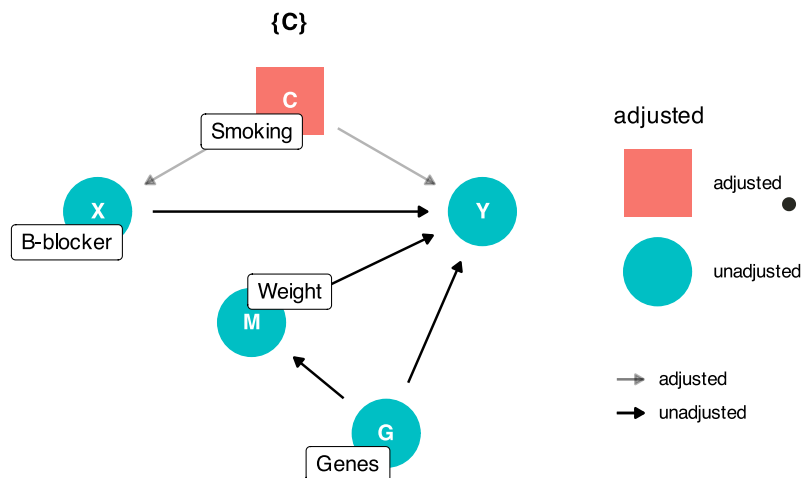 {C}
C
Smoking
X
B-blocker
Y
Weight
M
G
Genes
adjusted
adjusted
unadjusted
adjusted
unadjusted